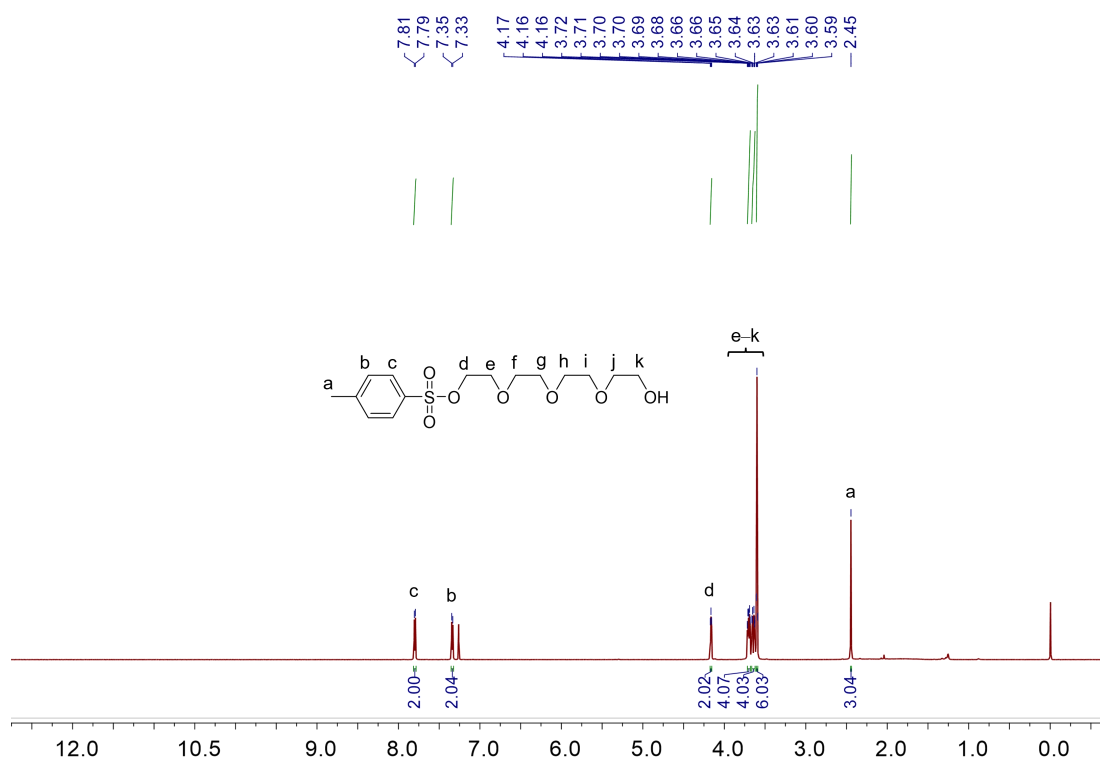 7.81 7.79 7.35 7.33 4.17 4.16 4.16 3.72 3.71 3.70 3.70 3.69 3.68 3.66 3.66 3.65 3.64 3.63 3.63 3.61 3.60 3.59 2.45
e–k
a b c d e f g h i j k
O S O O O O O OH
a
c b d
2.00 2.04 2.02 4.07 4.03 6.03 3.04
12.0 10.5 9.0 8.0 7.0 6.0 5.0 4.0 3.0 2.0 1.0 0.0